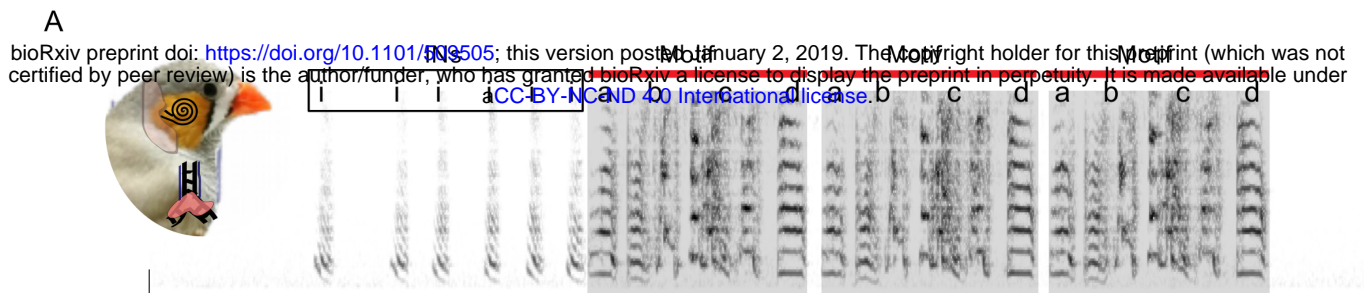 A
bioRxiv preprint doi: https://doi.org/10.1101/509505; this version posted January 2, 2019. The copyright holder for this preprint (which was not
certified by peer review) is the author/funder, who has granted bioRxiv a license to display the preprint in perpetuity. It is made available under
aCC-BY-NC-ND 4.0 International license.
INs Motif Motif Motif
i i i i i i a b c d a b c d a b c d